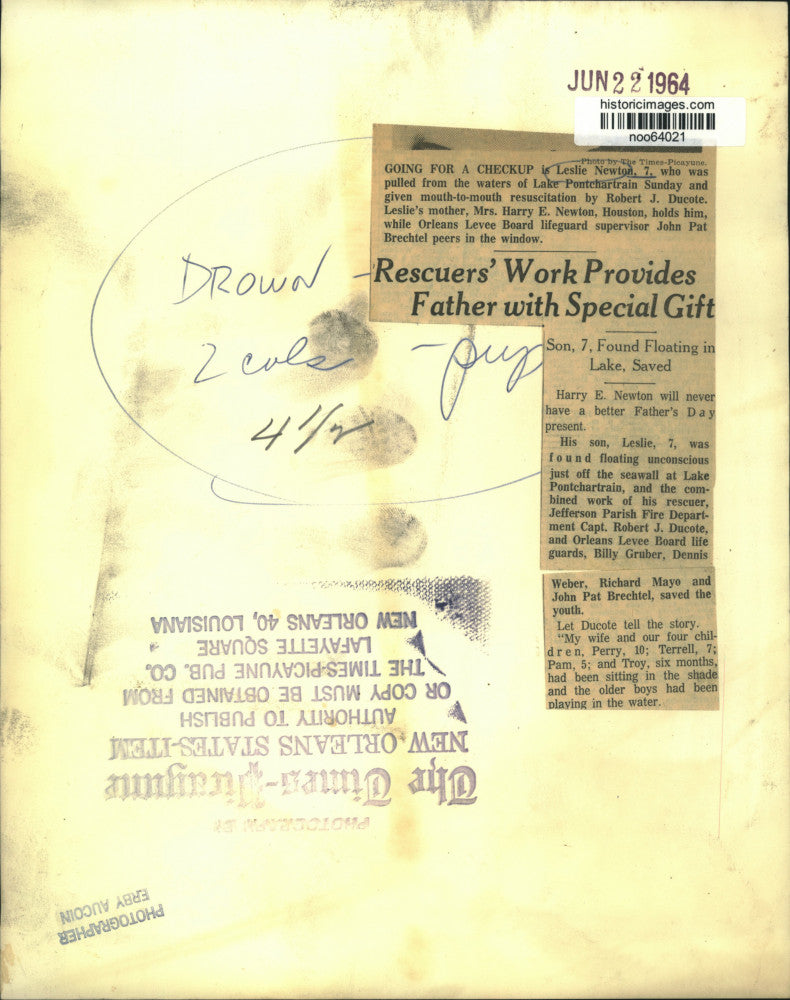 JUN 22 1964
historicimages.com
noo64021
Photo by The Times-Picayune.
GOING FOR A CHECKUP is Leslie Newton, 7, who was
pulled from the waters of Lake Pontchartrain Sunday and
given mouth-to-mouth resuscitation by Robert J. Ducote.
Leslie's mother, Mrs. Harry E. Newton, Houston, holds him,
while Orleans Levee Board lifeguard supervisor John Pat
Brechtel peers in the window.
Rescuers' Work Provides
Father with Special Gift
Son, 7, Found Floating in
Lake, Saved
Harry E. Newton will never
have a better Father's Day
present.
His son, Leslie, 7, was
found floating unconscious
just off the seawall at Lake
Pontchartrain, and the com-
bined work of his rescuer,
Jefferson Parish Fire Depart-
ment Capt. Robert J. Ducote,
and Orleans Levee Board life
guards, Billy Gruber, Dennis
Weber, Richard Mayo and
John Pat Brechtel, saved the
youth.
Let Ducote tell the story.
"My wife and our four chil-
dren, Perry, 10; Terrell, 7;
Pam, 5; and Troy, six months,
had been sitting in the shade
and the older boys had been
playing in the water.
DROWN
2 cols
4 1/2
PHOTOGRAPH BY
The Times-Picayune
NEW ORLEANS STATES-ITEM
AUTHORITY TO PUBLISH
OR COPY MUST BE OBTAINED FROM
THE TIMES-PICAYUNE PUB. CO.
LAFAYETTE SQUARE
NEW ORLEANS 40, LOUISIANA
PHOTOGRAPHER
ERBY AUCOIN